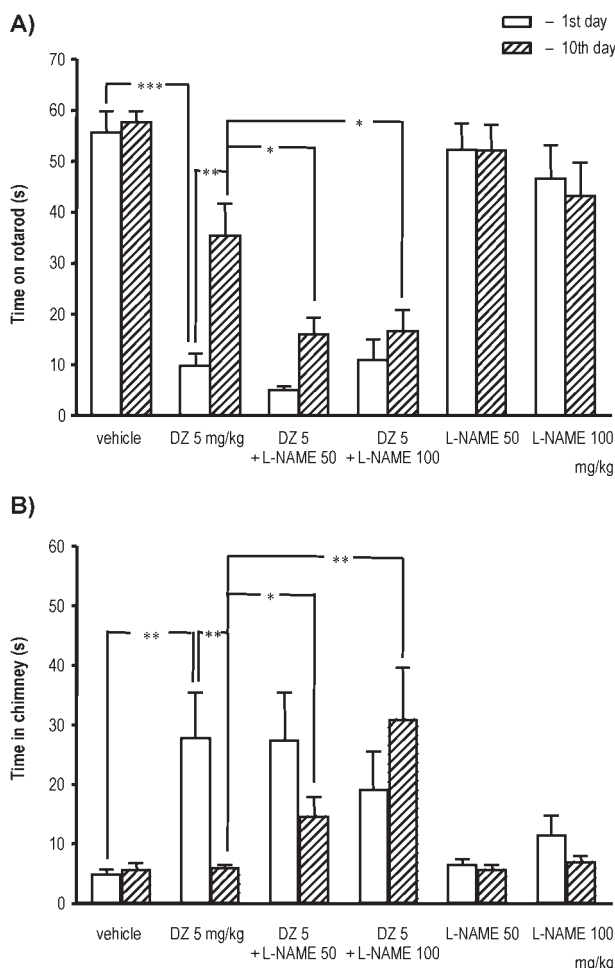 – 1st day
– 10th day
A)
Time on rotarod (s)
70
60
50
40
30
20
10
0
***
**
*
*
vehicle
DZ 5 mg/kg
DZ 5
+ L-NAME 50
DZ 5
+ L-NAME 100
L-NAME 50
L-NAME 100
mg/kg
B)
Time in chimney (s)
60
50
40
30
20
10
0
**
**
*
**
vehicle
DZ 5 mg/kg
DZ 5
+ L-NAME 50
DZ 5
+ L-NAME 100
L-NAME 50
L-NAME 100
mg/kg